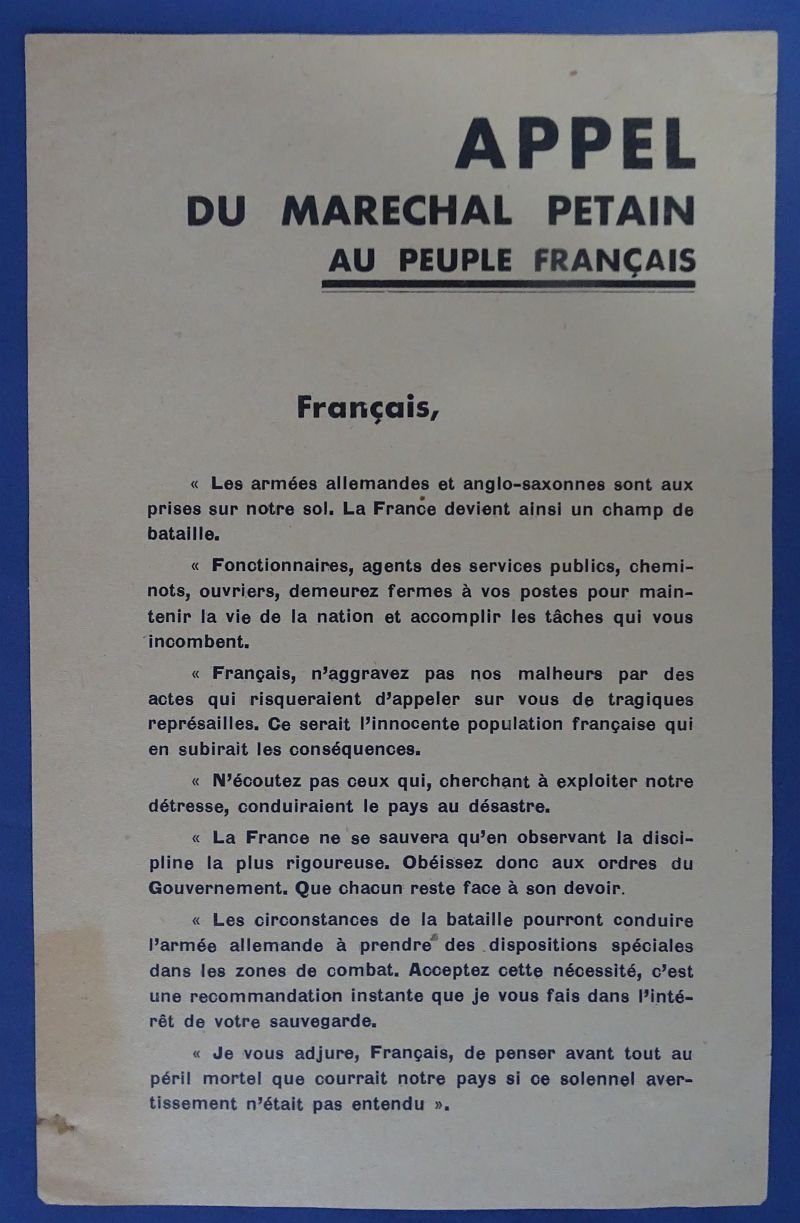 APPEL
DU MARECHAL PETAIN
AU PEUPLE FRANÇAIS
Français,
« Les armées allemandes et anglo-saxonnes sont aux
prises sur notre sol. La France devient ainsi un champ de
bataille.
« Fonctionnaires, agents des services publics, chemi-
nots, ouvriers, demeurez fermes à vos postes pour main-
tenir la vie de la nation et accomplir les tâches qui vous
incombent.
« Français, n'aggravez pas nos malheurs par des
actes qui risqueraient d'appeler sur vous de tragiques
représailles. Ce serait l'innocente population française qui
en subirait les conséquences.
« N'écoutez pas ceux qui, cherchant à exploiter notre
détresse, conduiraient le pays au désastre.
« La France ne se sauvera qu'en observant la disci-
pline la plus rigoureuse. Obéissez donc aux ordres du
Gouvernement. Que chacun reste face à son devoir.
« Les circonstances de la bataille pourront conduire
l'armée allemande à prendre des dispositions spéciales
dans les zones de combat. Acceptez cette nécessité, c'est
une recommandation instante que je vous fais dans l'inté-
rêt de votre sauvegarde.
« Je vous adjure, Français, de penser avant tout au
péril mortel que courrait notre pays si ce solennel aver-
tissement n'était pas entendu ».